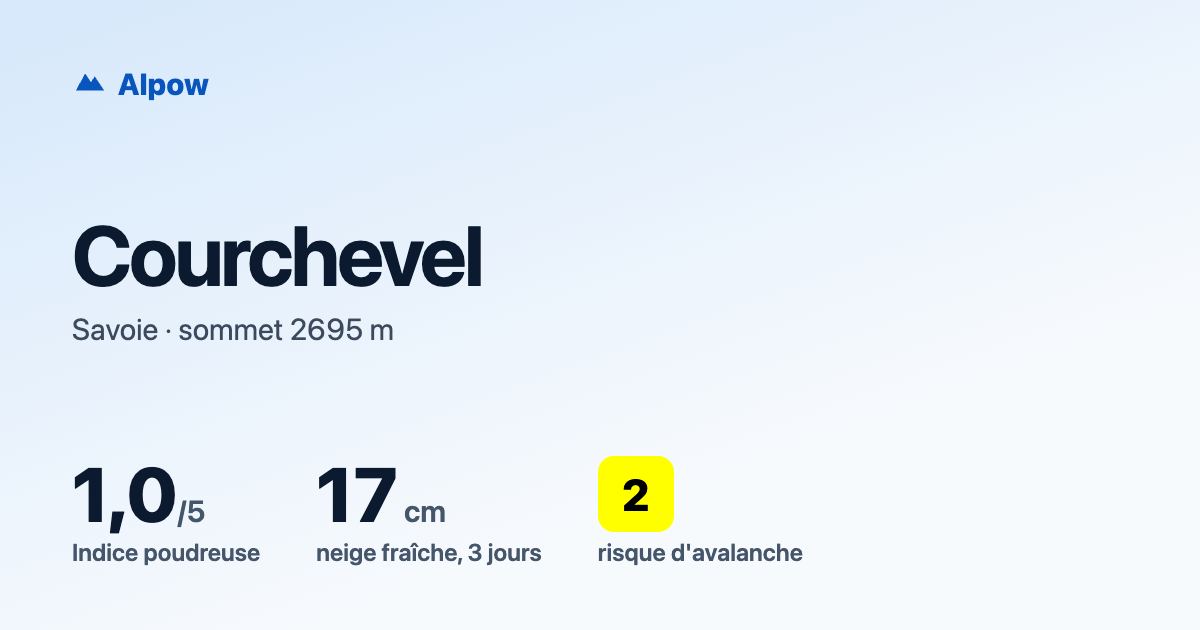 Alpow
Courchevel
Savoie · sommet 2695 m
1,0/5
Indice poudreuse
17 cm
neige fraîche, 3 jours
2
risque d'avalanche